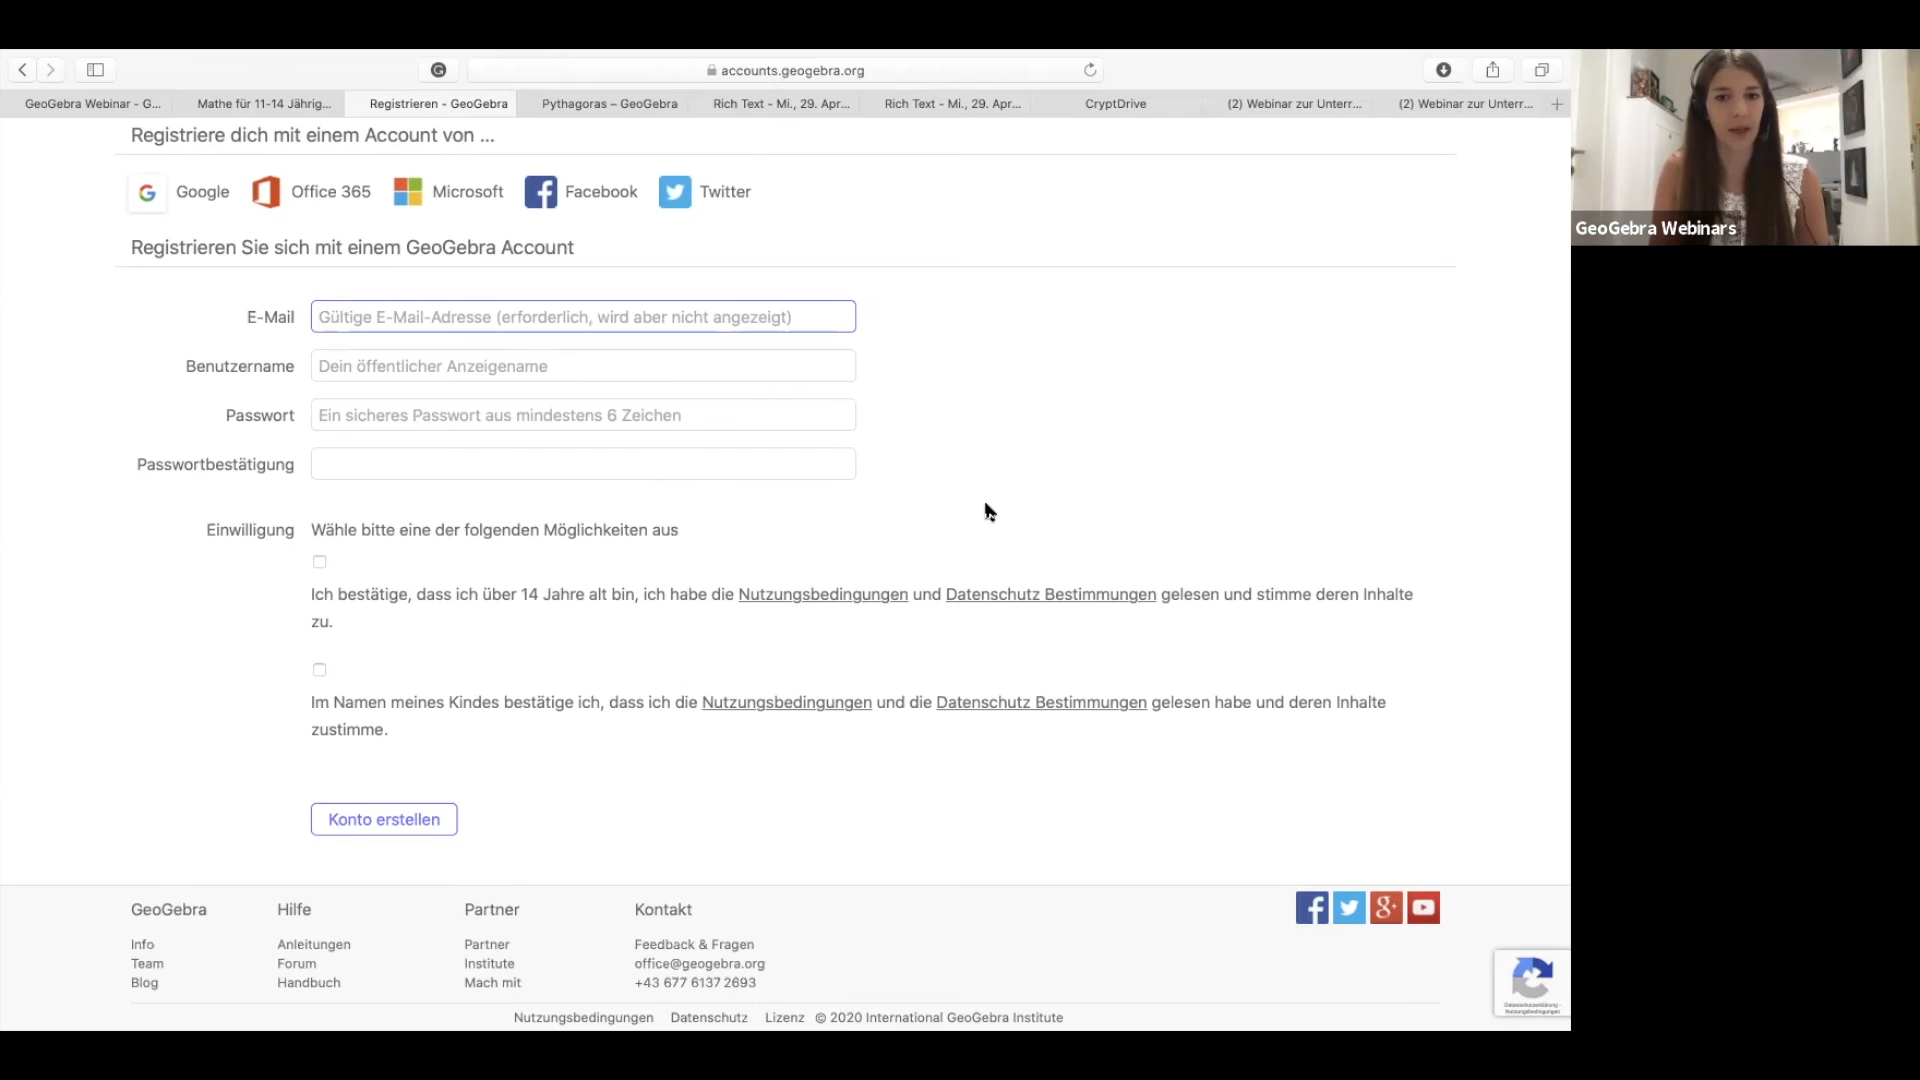 accounts.geogebra.org
GeoGebra Webinar - G...
Mathe für 11-14 Jährig...
Registrieren - GeoGebra
Pythagoras – GeoGebra
Rich Text - Mi., 29. Apr...
Rich Text - Mi., 29. Apr...
CryptDrive
(2) Webinar zur Unterr...
(2) Webinar zur Unterr...
GeoGebra Webinars
Registriere dich mit einem Account von ...
Google
Office 365
Microsoft
Facebook
Twitter
Registrieren Sie sich mit einem GeoGebra Account
E-Mail
Gültige E-Mail-Adresse (erforderlich, wird aber nicht angezeigt)
Benutzername
Dein öffentlicher Anzeigename
Passwort
Ein sicheres Passwort aus mindestens 6 Zeichen
Passwortbestätigung
Einwilligung
Wähle bitte eine der folgenden Möglichkeiten aus
Ich bestätige, dass ich über 14 Jahre alt bin, ich habe die Nutzungsbedingungen und Datenschutz Bestimmungen gelesen und stimme deren Inhalte
zu.
Im Namen meines Kindes bestätige ich, dass ich die Nutzungsbedingungen und die Datenschutz Bestimmungen gelesen habe und deren Inhalte
zustimme.
Konto erstellen
GeoGebra
Info
Team
Blog
Hilfe
Anleitungen
Forum
Handbuch
Partner
Partner
Institute
Mach mit
Kontakt
Feedback & Fragen
office@geogebra.org
+43 677 6137 2693
Datenschutzerklärung -
Nutzungsbedingungen
Nutzungsbedingungen Datenschutz Lizenz © 2020 International GeoGebra Institute